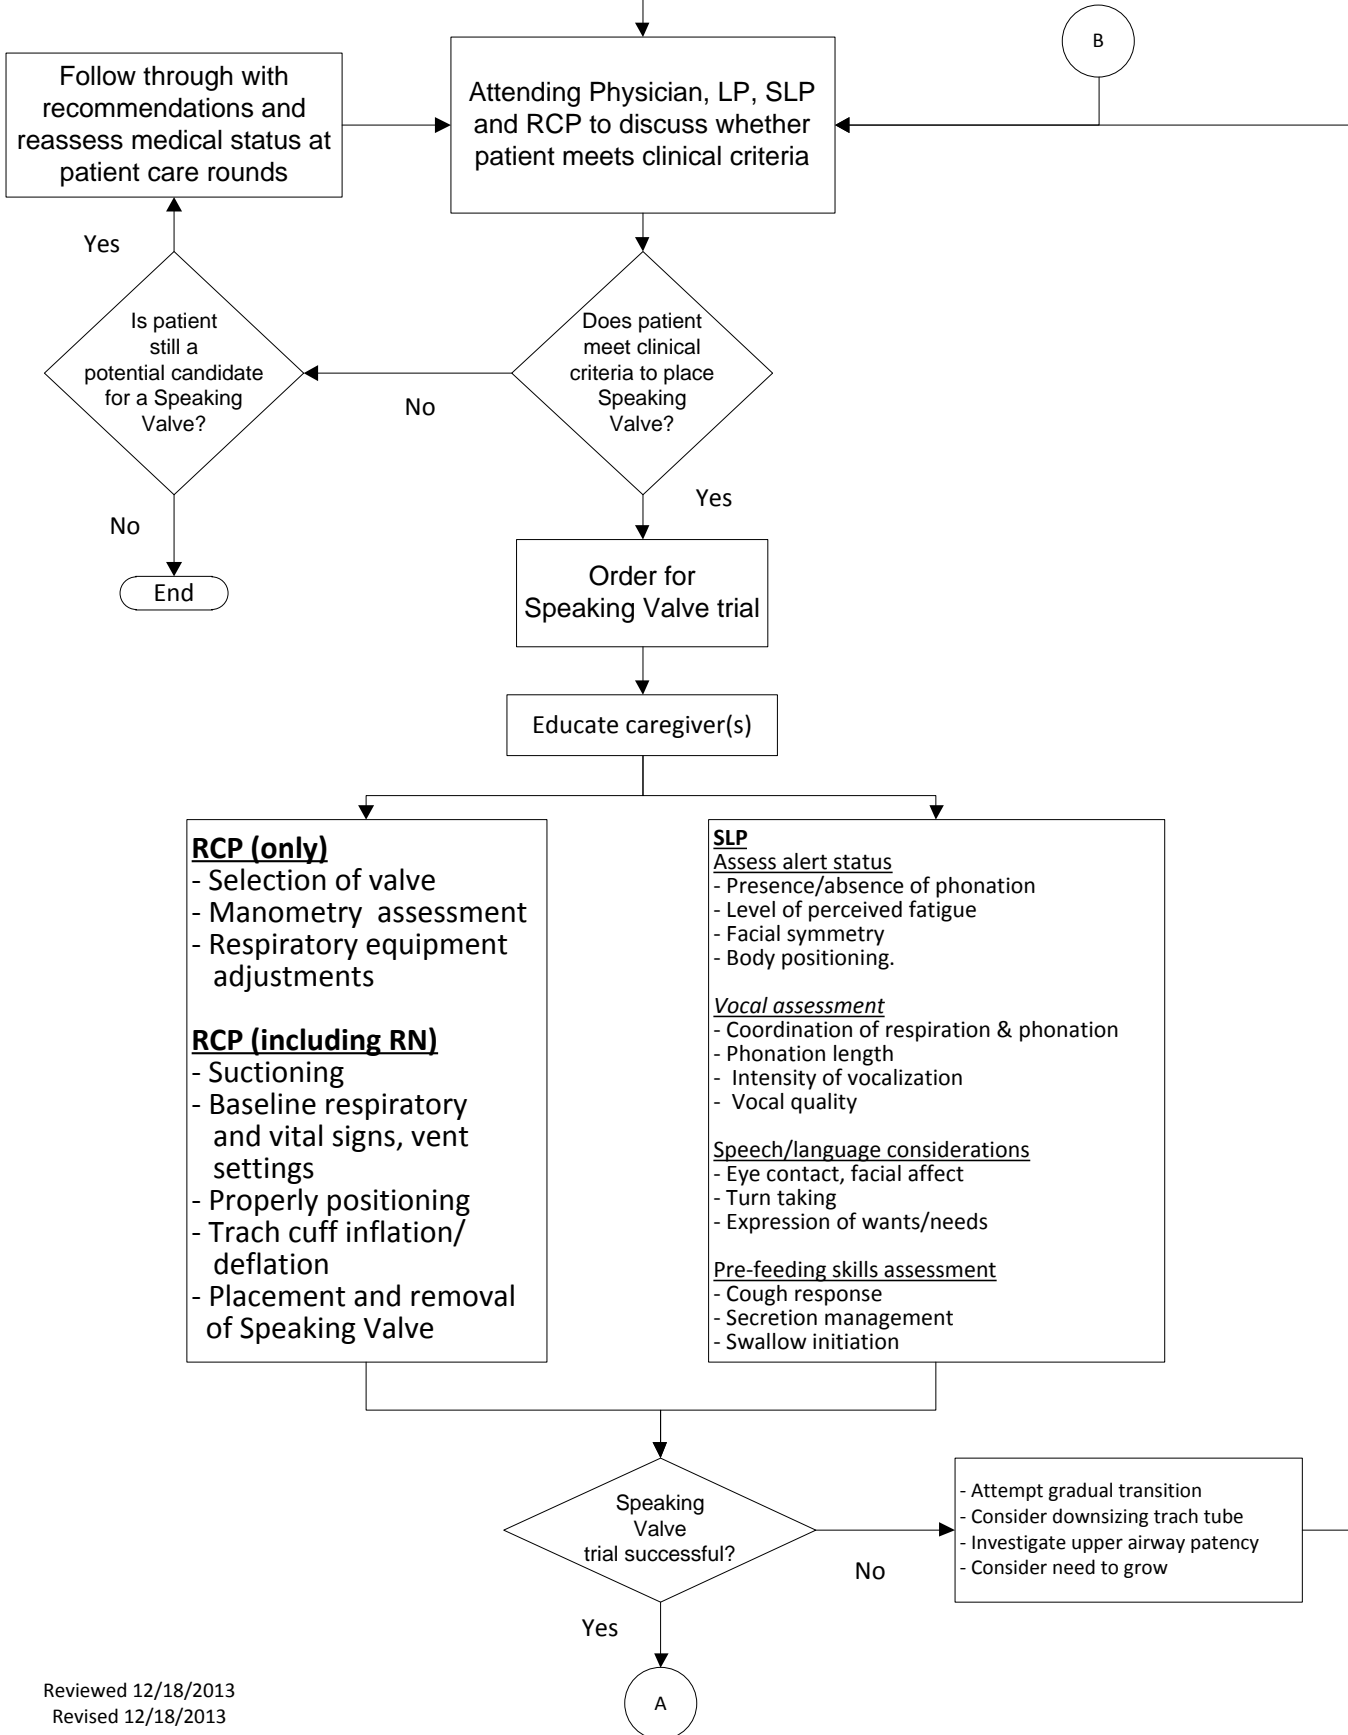 B
Follow through with
recommendations and
reassess medical status at
patient care rounds
Attending Physician, LP, SLP
and RCP to discuss whether
patient meets clinical criteria
Yes
Is patient
still a
potential candidate
for a Speaking
Valve?
No
Does patient
meet clinical
criteria to place
Speaking
Valve?
No
End
Yes
Order for
Speaking Valve trial
Educate caregiver(s)
RCP (only)
- Selection of valve
- Manometry assessment
- Respiratory equipment
adjustments
RCP (including RN)
- Suctioning
- Baseline respiratory
and vital signs, vent
settings
- Properly positioning
- Trach cuff inflation/
deflation
- Placement and removal
of Speaking Valve
SLP
Assess alert status
- Presence/absence of phonation
- Level of perceived fatigue
- Facial symmetry
- Body positioning.
Vocal assessment
- Coordination of respiration & phonation
- Phonation length
- Intensity of vocalization
- Vocal quality
Speech/language considerations
- Eye contact, facial affect
- Turn taking
- Expression of wants/needs
Pre-feeding skills assessment
- Cough response
- Secretion management
- Swallow initiation
Speaking
Valve
trial successful?
No
- Attempt gradual transition
- Consider downsizing trach tube
- Investigate upper airway patency
- Consider need to grow
Yes
A
Reviewed 12/18/2013
Revised 12/18/2013